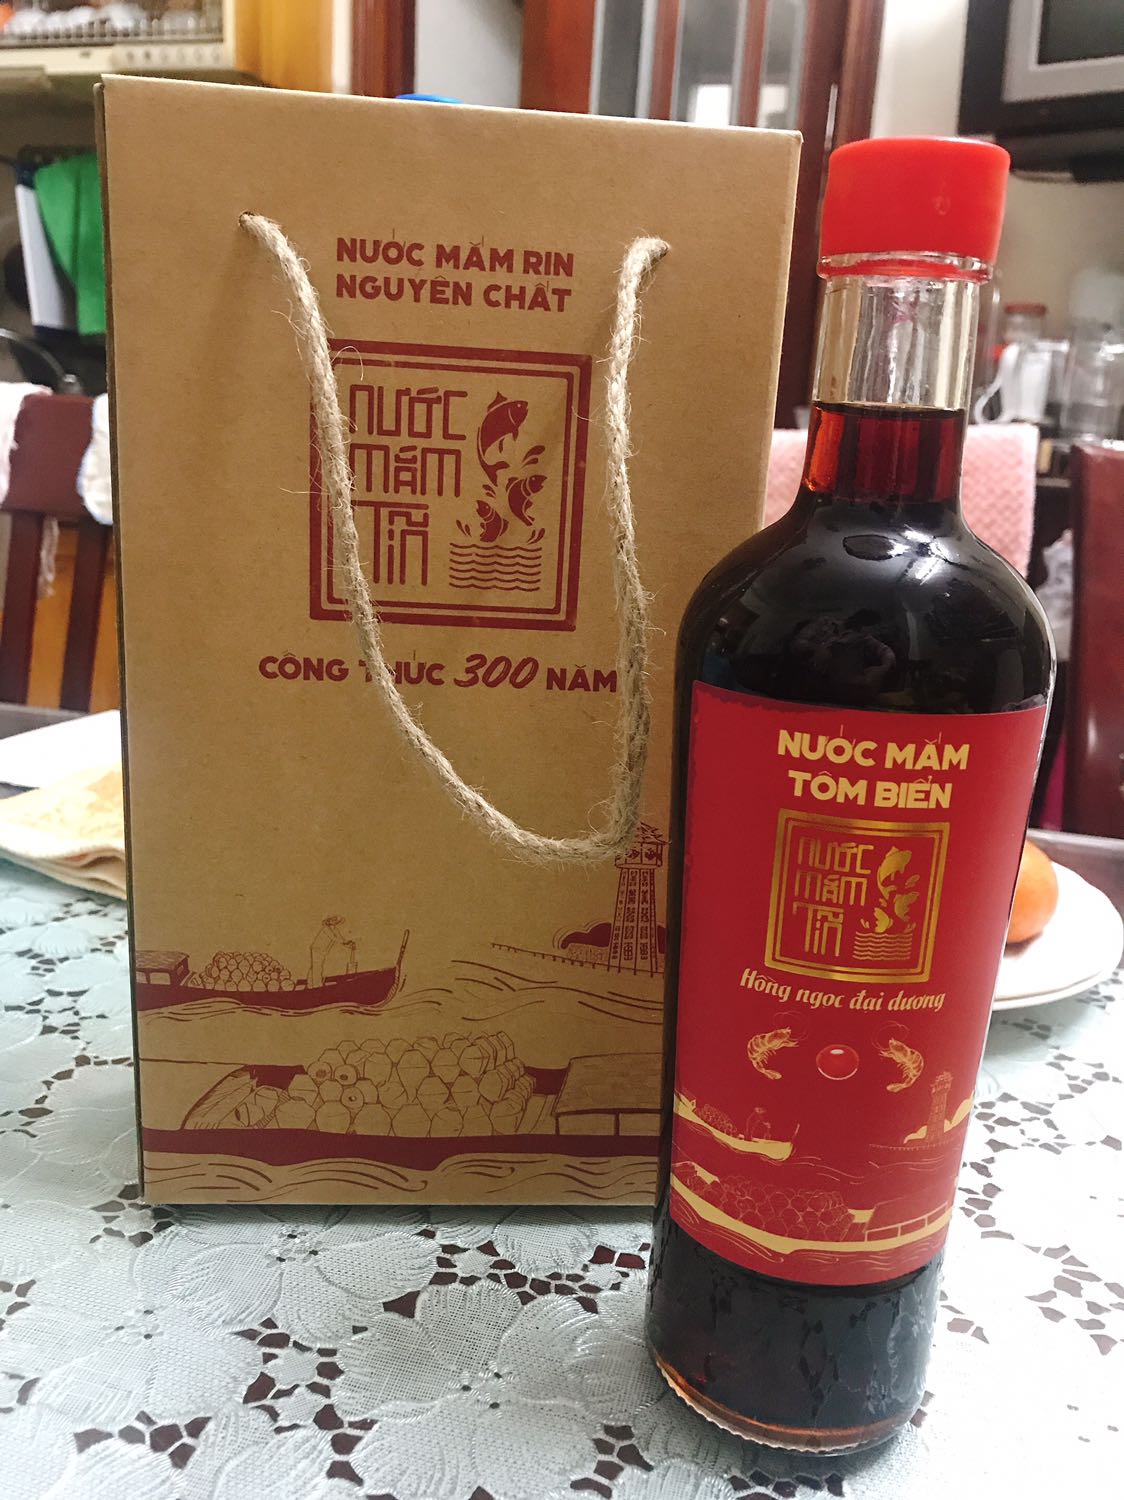 NƯỚC MẮM RIN
NGUYÊN CHẤT
NƯỚC
MẮM
TĨN
CÔNG THỨC 300 NĂM
NƯỚC MẮM
TÔM BIỂN
NƯỚC
MẮM
TĨN
Hồng ngọc đại dương